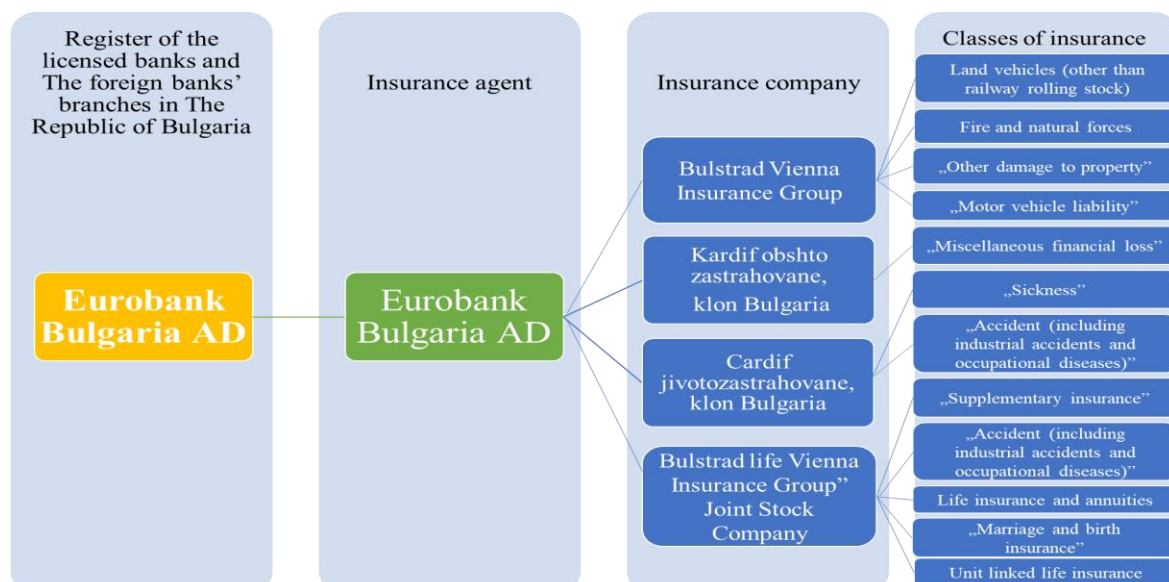 Register of the
licensed banks and
The foreign banks’
branches in The
Republic of Bulgaria
Eurobank
Bulgaria AD
Insurance agent
Eurobank
Bulgaria AD
Insurance company
Bulstrad Vienna
Insurance Group
Kardif obshto
zastrahovane,
klon Bulgaria
Cardif
jivotozastrahovane,
klon Bulgaria
Bulstrad life Vienna
Insurance Group”
Joint Stock
Company
Classes of insurance
Land vehicles (other than
railway rolling stock)
Fire and natural forces
„Other damage to property”
„Motor vehicle liability”
„Miscellaneous financial loss”
„Sickness”
„Accident (including
industrial accidents and
occupational diseases)”
„Supplementary insurance”
„Accident (including
industrial accidents and
occupational diseases)”
Life insurance and annuities
„Marriage and birth
insurance”
Unit linked life insurance